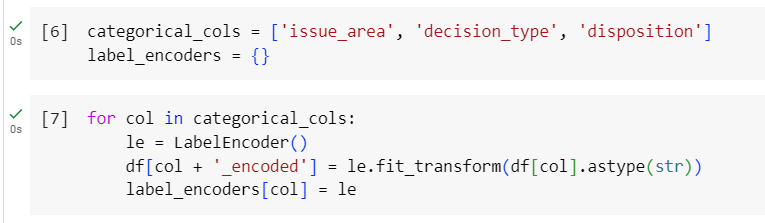 [6] categorical_cols = ['issue_area', 'decision_type', 'disposition']
0s label_encoders = {}
[7] for col in categorical_cols:
0s le = LabelEncoder()
df[col + '_encoded'] = le.fit_transform(df[col].astype(str))
label_encoders[col] = le